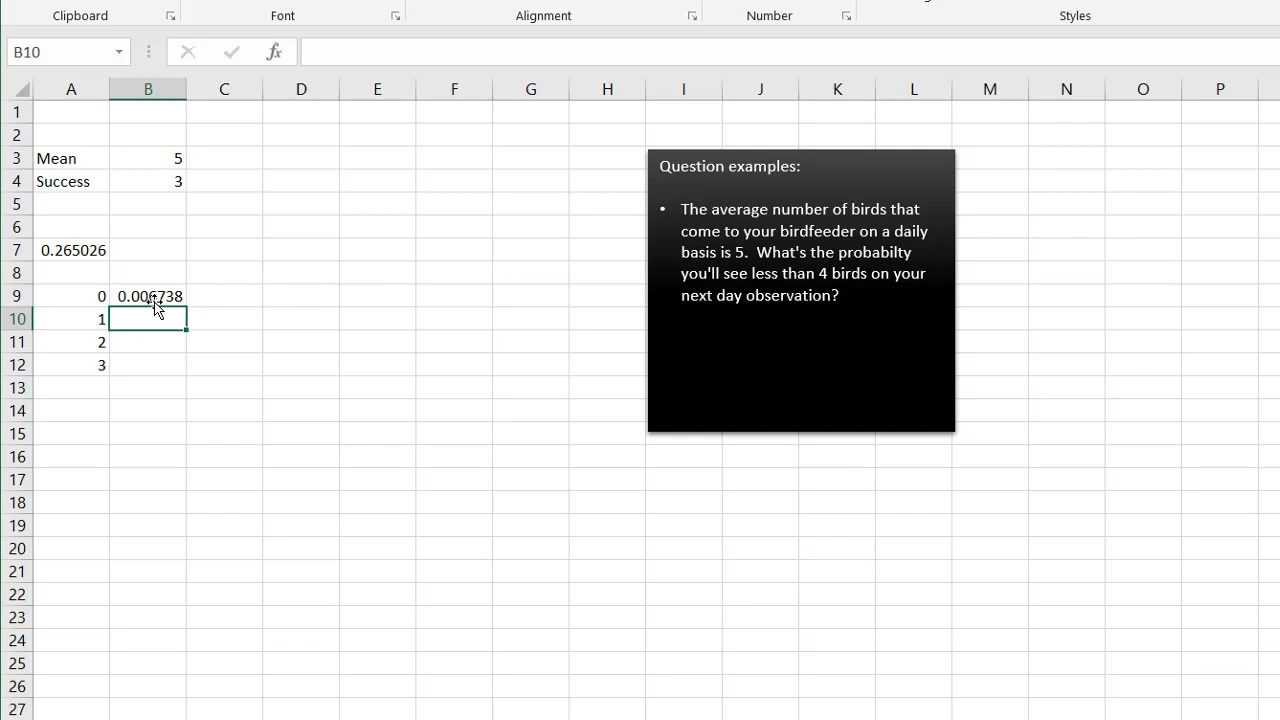 Clipboard Font Alignment Number Styles
B10 fx
A B C D E F G H I J K L M N O P
1
2
3 Mean 5
4 Success 3
5
6
7 0.265026
8
9 0 0.006738
10 1
11 2
12 3
13
14
15
16
17
18
19
20
21
22
23
24
25
26
27
Question examples:
• The average number of birds that
come to your birdfeeder on a daily
basis is 5. What's the probabilty
you'll see less than 4 birds on your
next day observation?